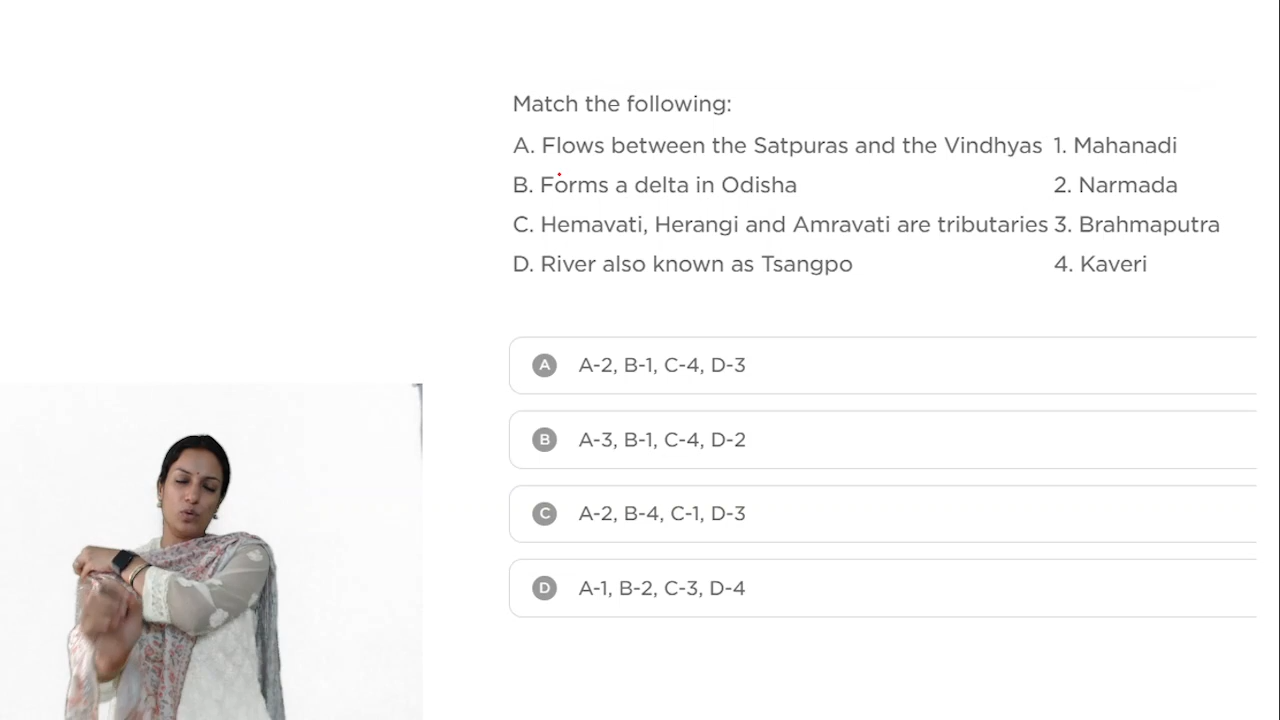 Match the following:
A. Flows between the Satpuras and the Vindhyas 1. Mahanadi
B. Forms a delta in Odisha 2. Narmada
C. Hemavati, Herangi and Amravati are tributaries 3. Brahmaputra
D. River also known as Tsangpo 4. Kaveri
A A-2, B-1, C-4, D-3
B A-3, B-1, C-4, D-2
C A-2, B-4, C-1, D-3
D A-1, B-2, C-3, D-4